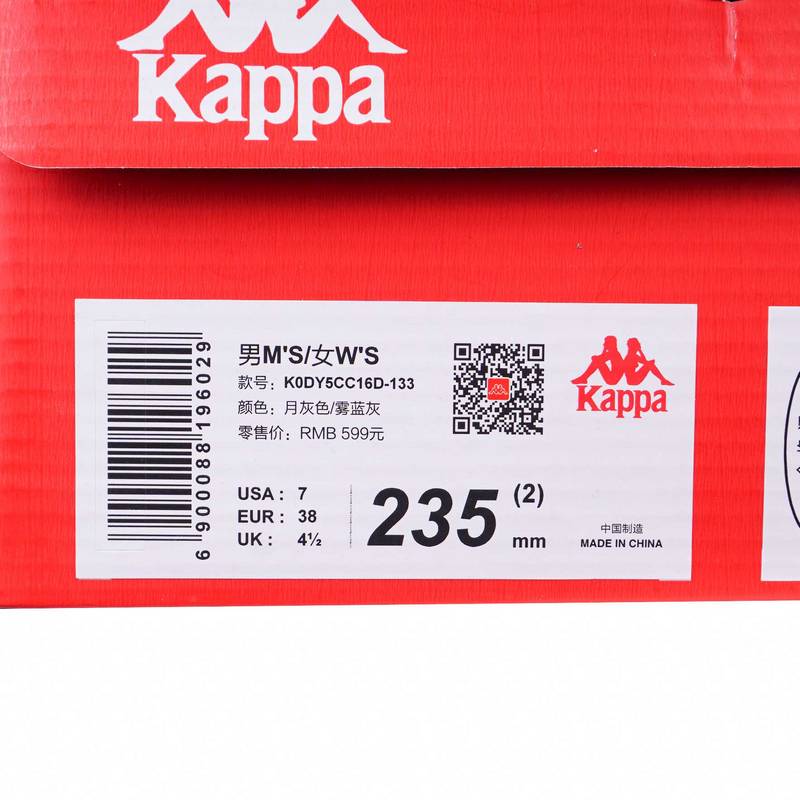 Kappa
男M'S/女W'S
款号：K0DY5CC16D-133
颜色：月灰色/雾蓝灰
零售价：RMB 599元
USA : 7
EUR : 38
UK : 4½
235 (2)
mm
6 900088 196029
Kappa
中国制造
MADE IN CHINA